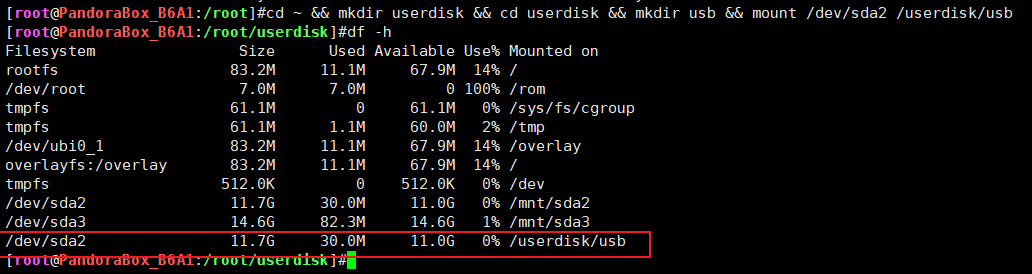 [root@PandoraBox_B6A1:/root]#cd ~ && mkdir userdisk && cd userdisk && mkdir usb && mount /dev/sda2 /userdisk/usb
[root@PandoraBox_B6A1:/root/userdisk]#df -h
Filesystem                Size      Used Available Use% Mounted on
rootfs                   83.2M     11.1M     67.9M  14% /
/dev/root                 7.0M      7.0M         0 100% /rom
tmpfs                    61.1M         0     61.1M   0% /sys/fs/cgroup
tmpfs                    61.1M      1.1M     60.0M   2% /tmp
/dev/ubi0_1              83.2M     11.1M     67.9M  14% /overlay
overlayfs:/overlay       83.2M     11.1M     67.9M  14% /
tmpfs                   512.0K         0    512.0K   0% /dev
/dev/sda2                11.7G     30.0M     11.0G   0% /mnt/sda2
/dev/sda3                14.6G     82.3M     14.6G   1% /mnt/sda3
/dev/sda2                11.7G     30.0M     11.0G   0% /userdisk/usb
[root@PandoraBox_B6A1:/root/userdisk]#